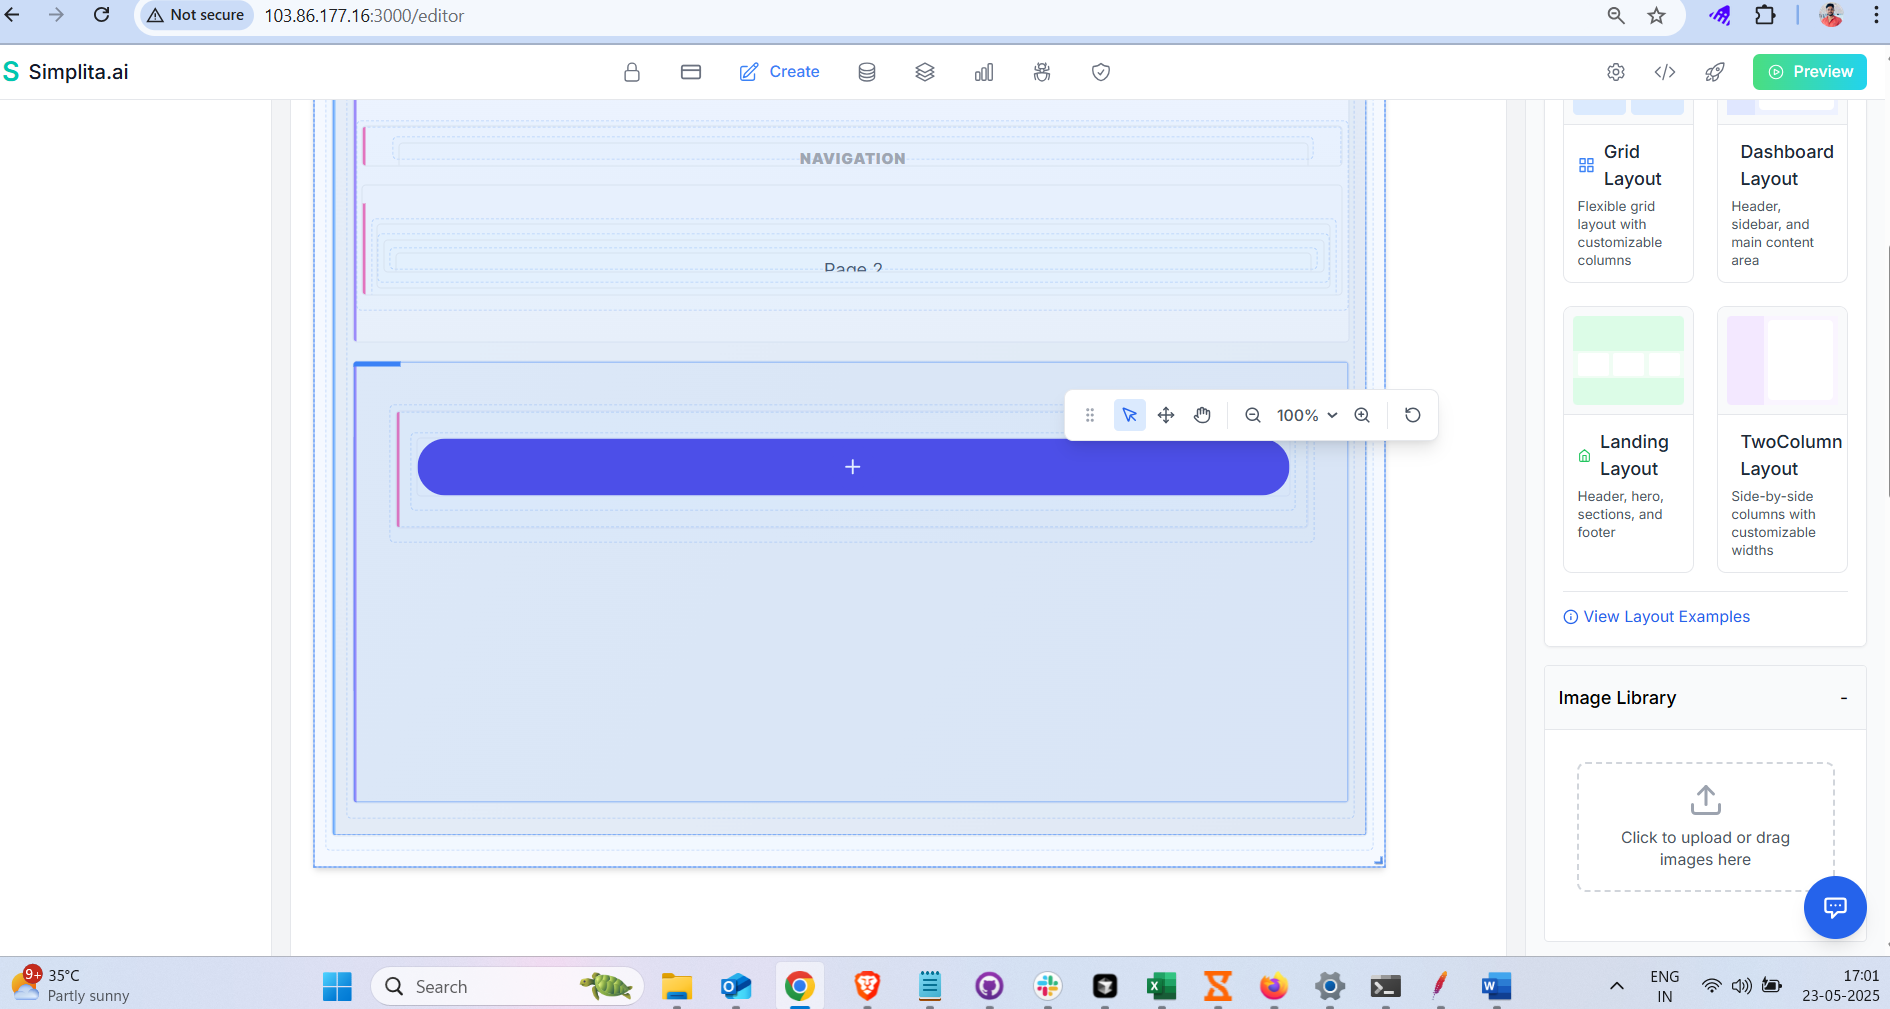 Not secure
103.86.177.16:3000/editor
Simplita.ai
Create
Preview
NAVIGATION
Page 2
100%
Grid Layout
Flexible grid
layout with
customizable
columns
Dashboard
Layout
Header,
sidebar, and
main content
area
Landing
Layout
Header, hero,
sections, and
footer
TwoColumn
Layout
Side-by-side
columns with
customizable
widths
View Layout Examples
Image Library
-
Click to upload or drag
images here
9+
35°C
Partly sunny
Search
ENG
IN
17:01
23-05-2025